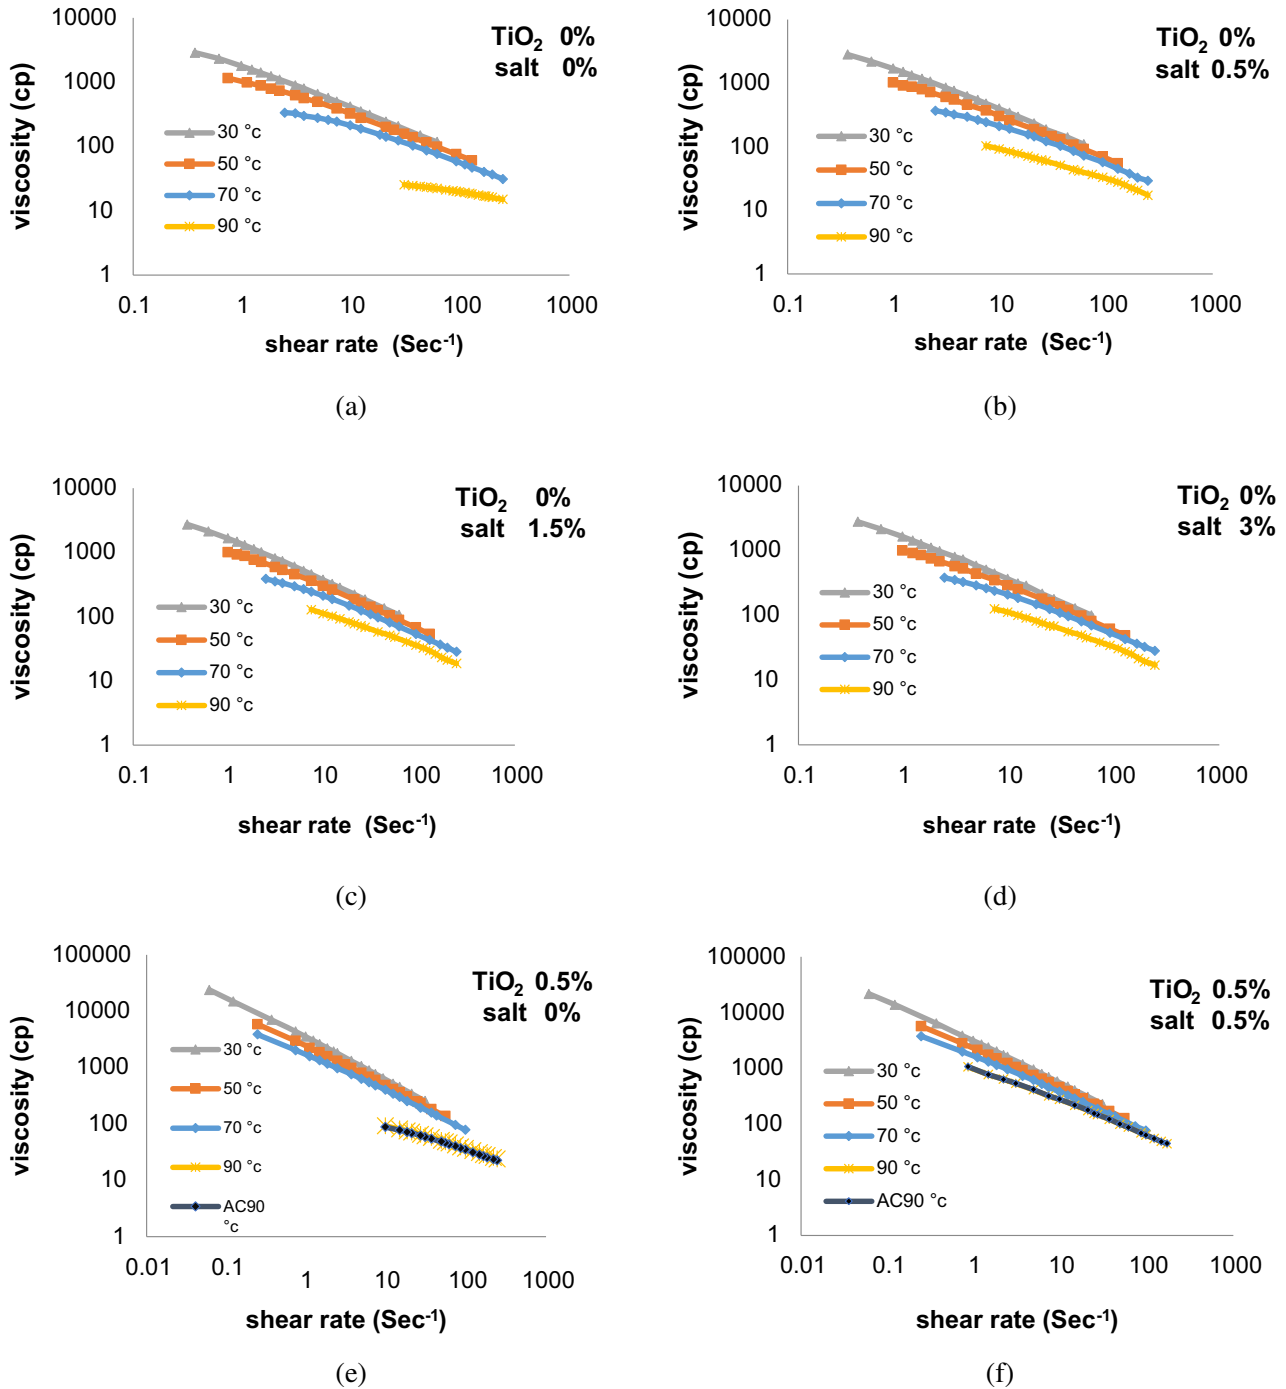 viscosity (cp)
10000
1000
100
10
1
0.1 1 10 100 1000
shear rate (Sec-1)
TiO2 0%
salt 0%
30 °c
50 °c
70 °c
90 °c
(a)
viscosity (cp)
10000
1000
100
10
1
0.1 1 10 100 1000
shear rate (Sec-1)
TiO2 0%
salt 0.5%
30 °c
50 °c
70 °c
90 °c
(b)
viscosity (cp)
10000
1000
100
10
1
0.1 1 10 100 1000
shear rate (Sec-1)
TiO2 0%
salt 1.5%
30 °c
50 °c
70 °c
90 °c
(c)
viscosity (cp)
10000
1000
100
10
1
0.1 1 10 100 1000
shear rate (Sec-1)
TiO2 0%
salt 3%
30 °c
50 °c
70 °c
90 °c
(d)
viscosity (cp)
100000
10000
1000
100
10
1
0.01 0.1 1 10 100 1000
shear rate (Sec-1)
TiO2 0.5%
salt 0%
30 °c
50 °c
70 °c
90 °c
AC90
°c
(e)
viscosity (cp)
100000
10000
1000
100
10
1
0.01 0.1 1 10 100 1000
shear rate (Sec-1)
TiO2 0.5%
salt 0.5%
30 °c
50 °c
70 °c
90 °c
AC90 °c
(f)